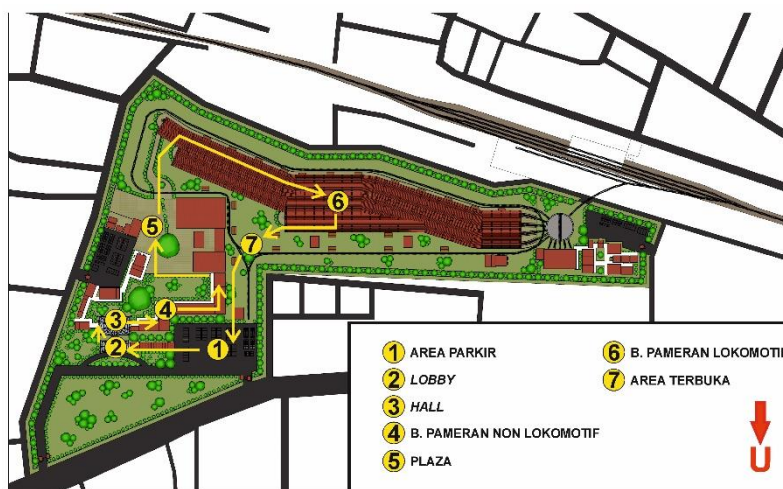 6
5
7
3
4
2
1
1 AREA PARKIR
2 LOBBY
3 HALL
4 B. PAMERAN NON LOKOMOTIF
5 PLAZA
6 B. PAMERAN LOKOMOTIF
7 AREA TERBUKA
U